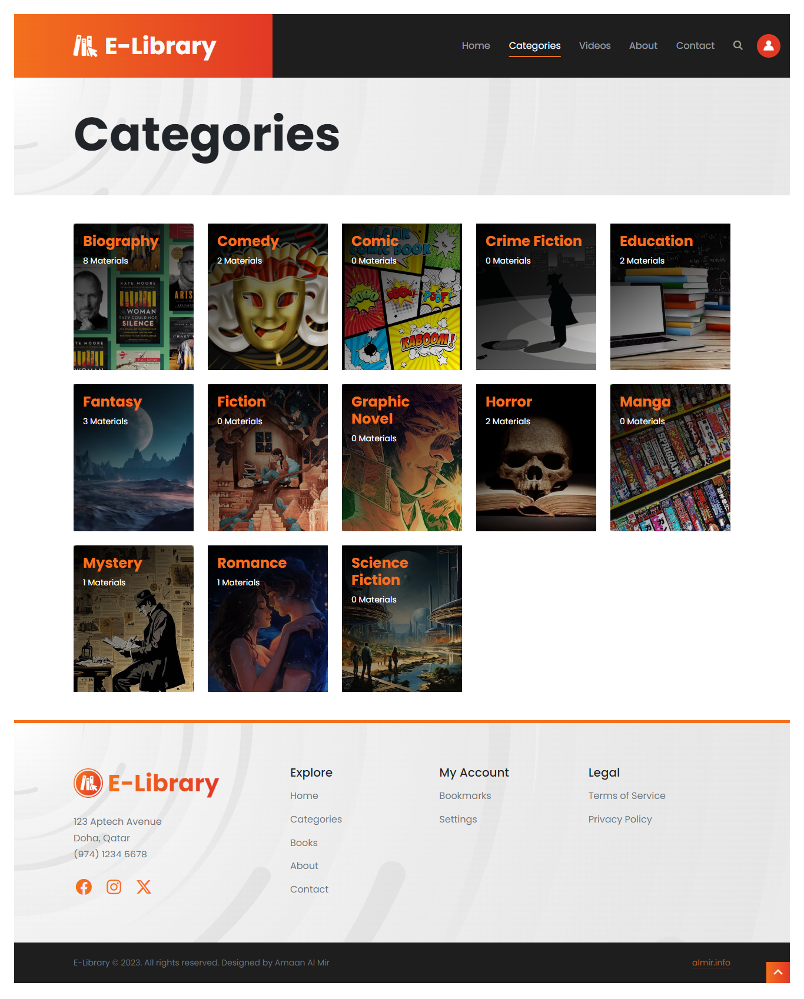 E-Library
Home
Categories
Videos
About
Contact
Categories
Biography
8 Materials
KATE MOORE
THE WOMAN
THEY COULD NOT
SILENCE
Comedy
2 Materials
Comic
0 Materials
BLANK
COMIC BOOK
WOOO
BOOM!
POOF!
KABOOM!
Crime Fiction
0 Materials
Education
2 Materials
Fantasy
3 Materials
Fiction
0 Materials
Graphic
Novel
0 Materials
Horror
2 Materials
Manga
0 Materials
SPRIGGAN
Mystery
1 Materials
Romance
1 Materials
Science
Fiction
0 Materials
E-Library
123 Aptech Avenue
Doha, Qatar
(974) 1234 5678
Explore
Home
Categories
Books
About
Contact
My Account
Bookmarks
Settings
Legal
Terms of Service
Privacy Policy
E-Library © 2023. All rights reserved. Designed by Amaan Al Mir
almir.info